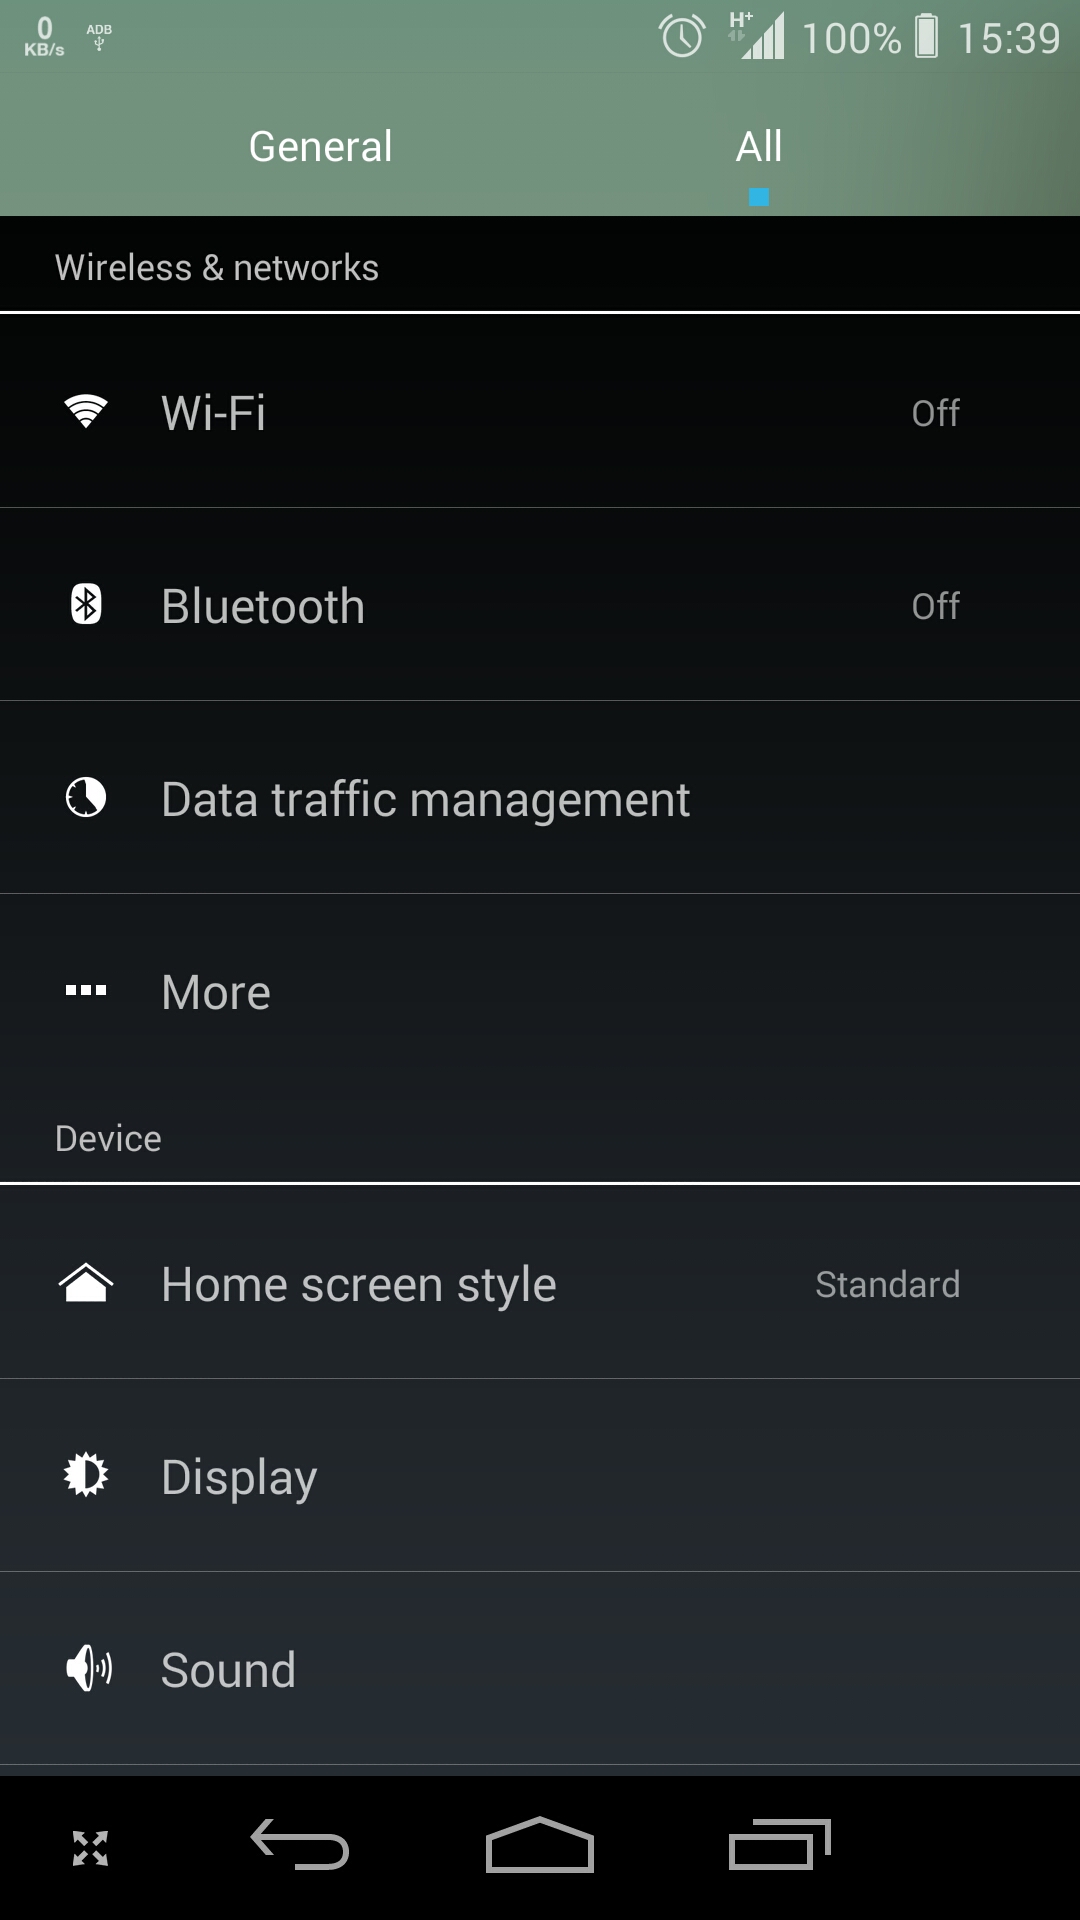 0 KB/s ADB H+ 100% 15:39
General All
Wireless & networks
Wi-Fi Off
Bluetooth Off
Data traffic management
More
Device
Home screen style Standard
Display
Sound